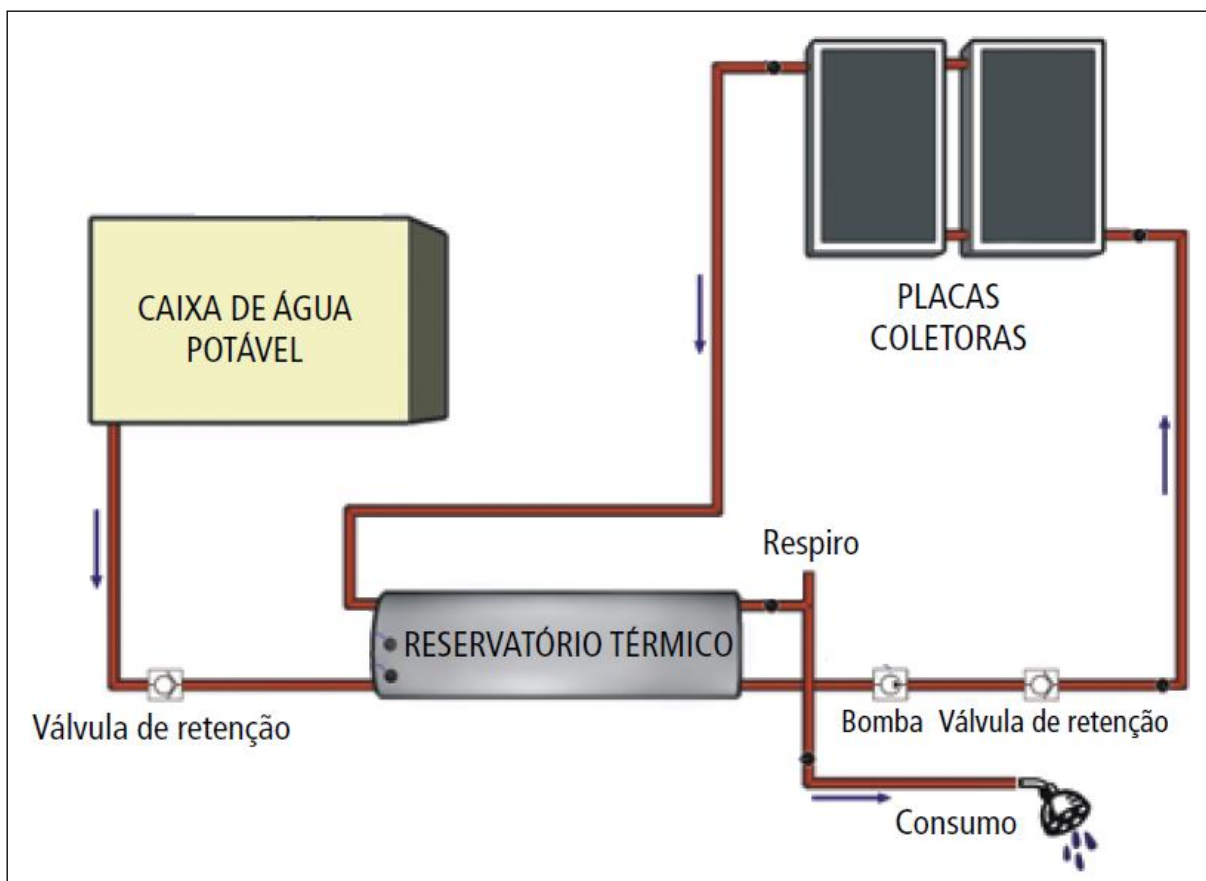 CAIXA DE ÁGUA
POTÁVEL
PLACAS
COLETORAS
Respiro
RESERVATÓRIO TÉRMICO
Válvula de retenção
Bomba
Válvula de retenção
Consumo